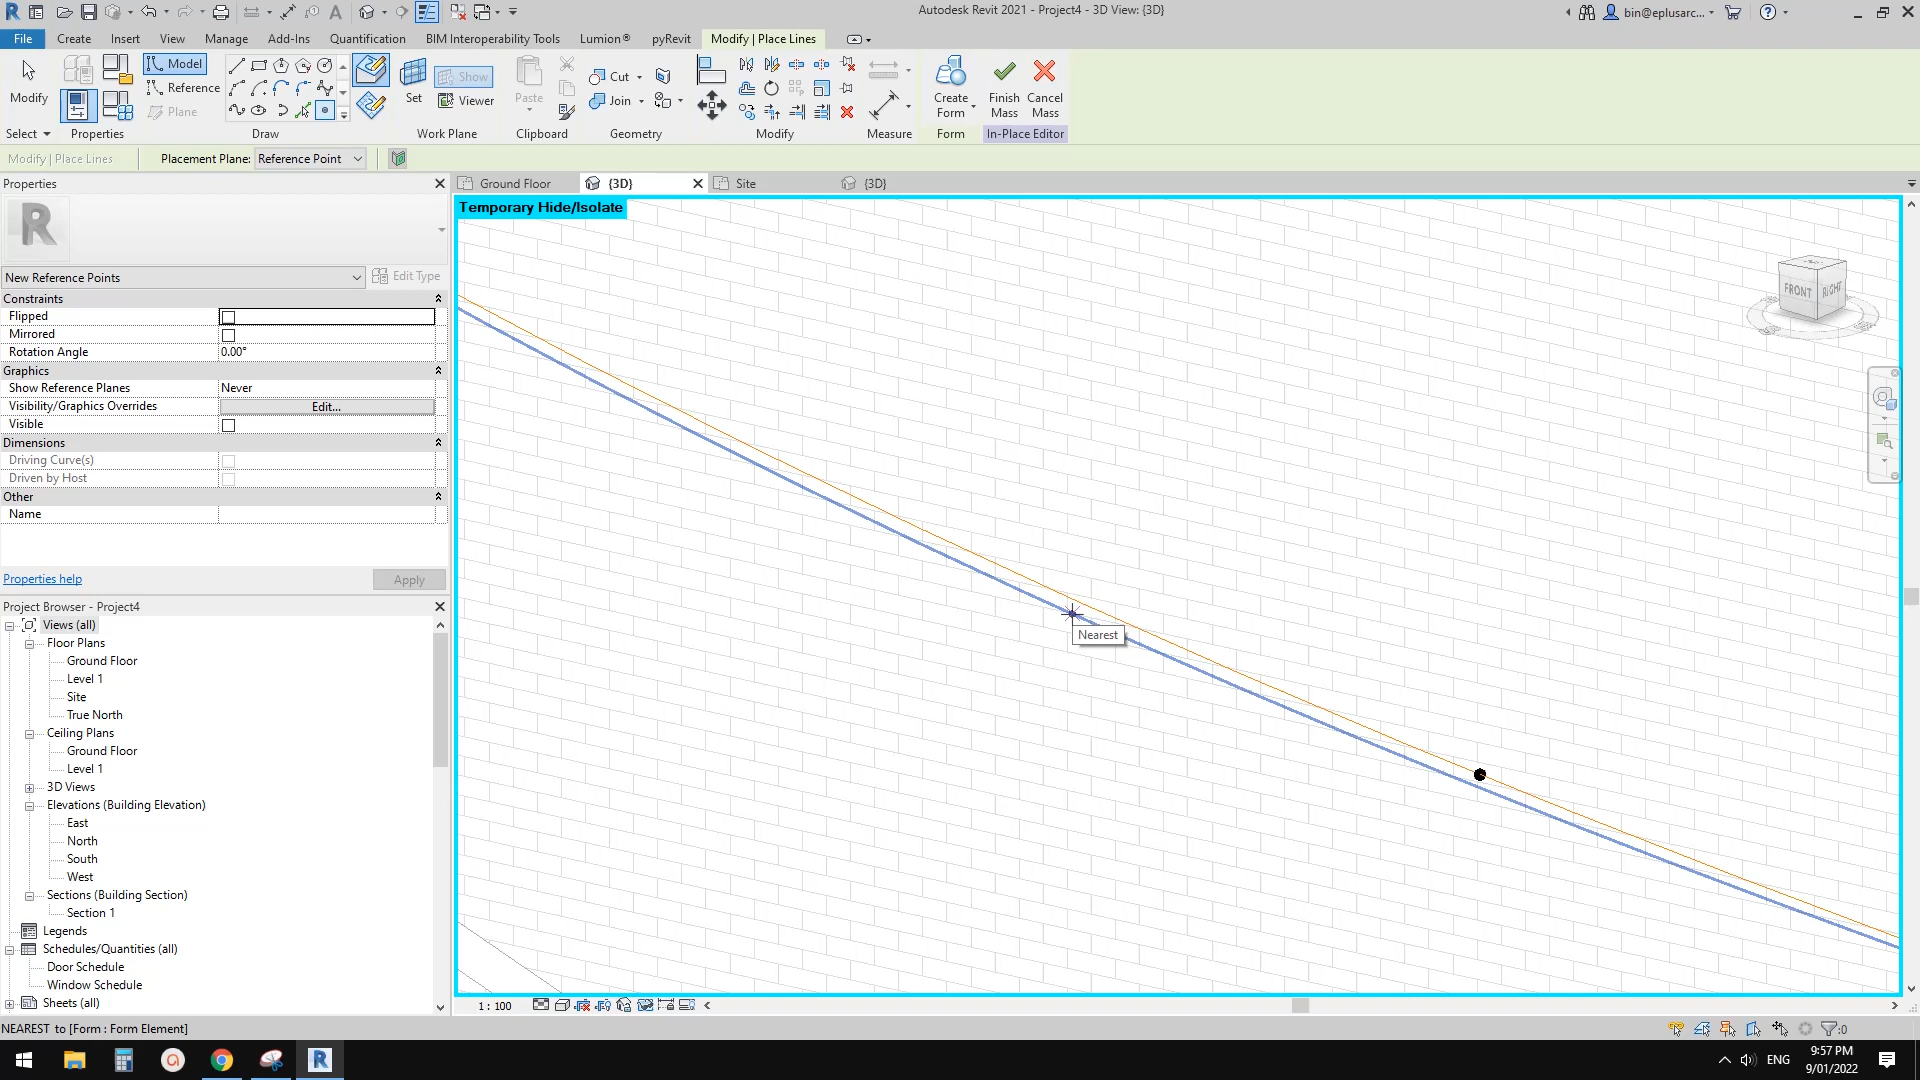 Autodesk Revit 2021 - Project4 - 3D View: {3D}
bin@eplusarc...
File
Create
Insert
View
Manage
Add-Ins
Quantification
BIM Interoperability Tools
Lumion®
pyRevit
Modify | Place Lines
Modify
Model
Reference
Plane
Set
Show
Viewer
Paste
Cut
Join
Create
Form
Finish
Mass
Cancel
Mass
Select
Properties
Draw
Work Plane
Clipboard
Geometry
Modify
Measure
Form
In-Place Editor
Modify | Place Lines
Placement Plane:
Reference Point
Properties
Ground Floor
{3D}
Site
{3D}
Temporary Hide/Isolate
New Reference Points
Edit Type
Constraints
Flipped
Mirrored
Rotation Angle
0.00°
Graphics
Show Reference Planes
Never
Visibility/Graphics Overrides
Edit...
Visible
Dimensions
Driving Curve(s)
Driven by Host
Other
Name
Properties help
Apply
FRONT
RIGHT
Nearest
Project Browser - Project4
Views (all)
Floor Plans
Ground Floor
Level 1
Site
True North
Ceiling Plans
Ground Floor
Level 1
3D Views
Elevations (Building Elevation)
East
North
South
West
Sections (Building Section)
Section 1
Legends
Schedules/Quantities (all)
Door Schedule
Window Schedule
Sheets (all)
1 : 100
NEAREST to [Form : Form Element]
:0
ENG
9:57 PM
9/01/2022